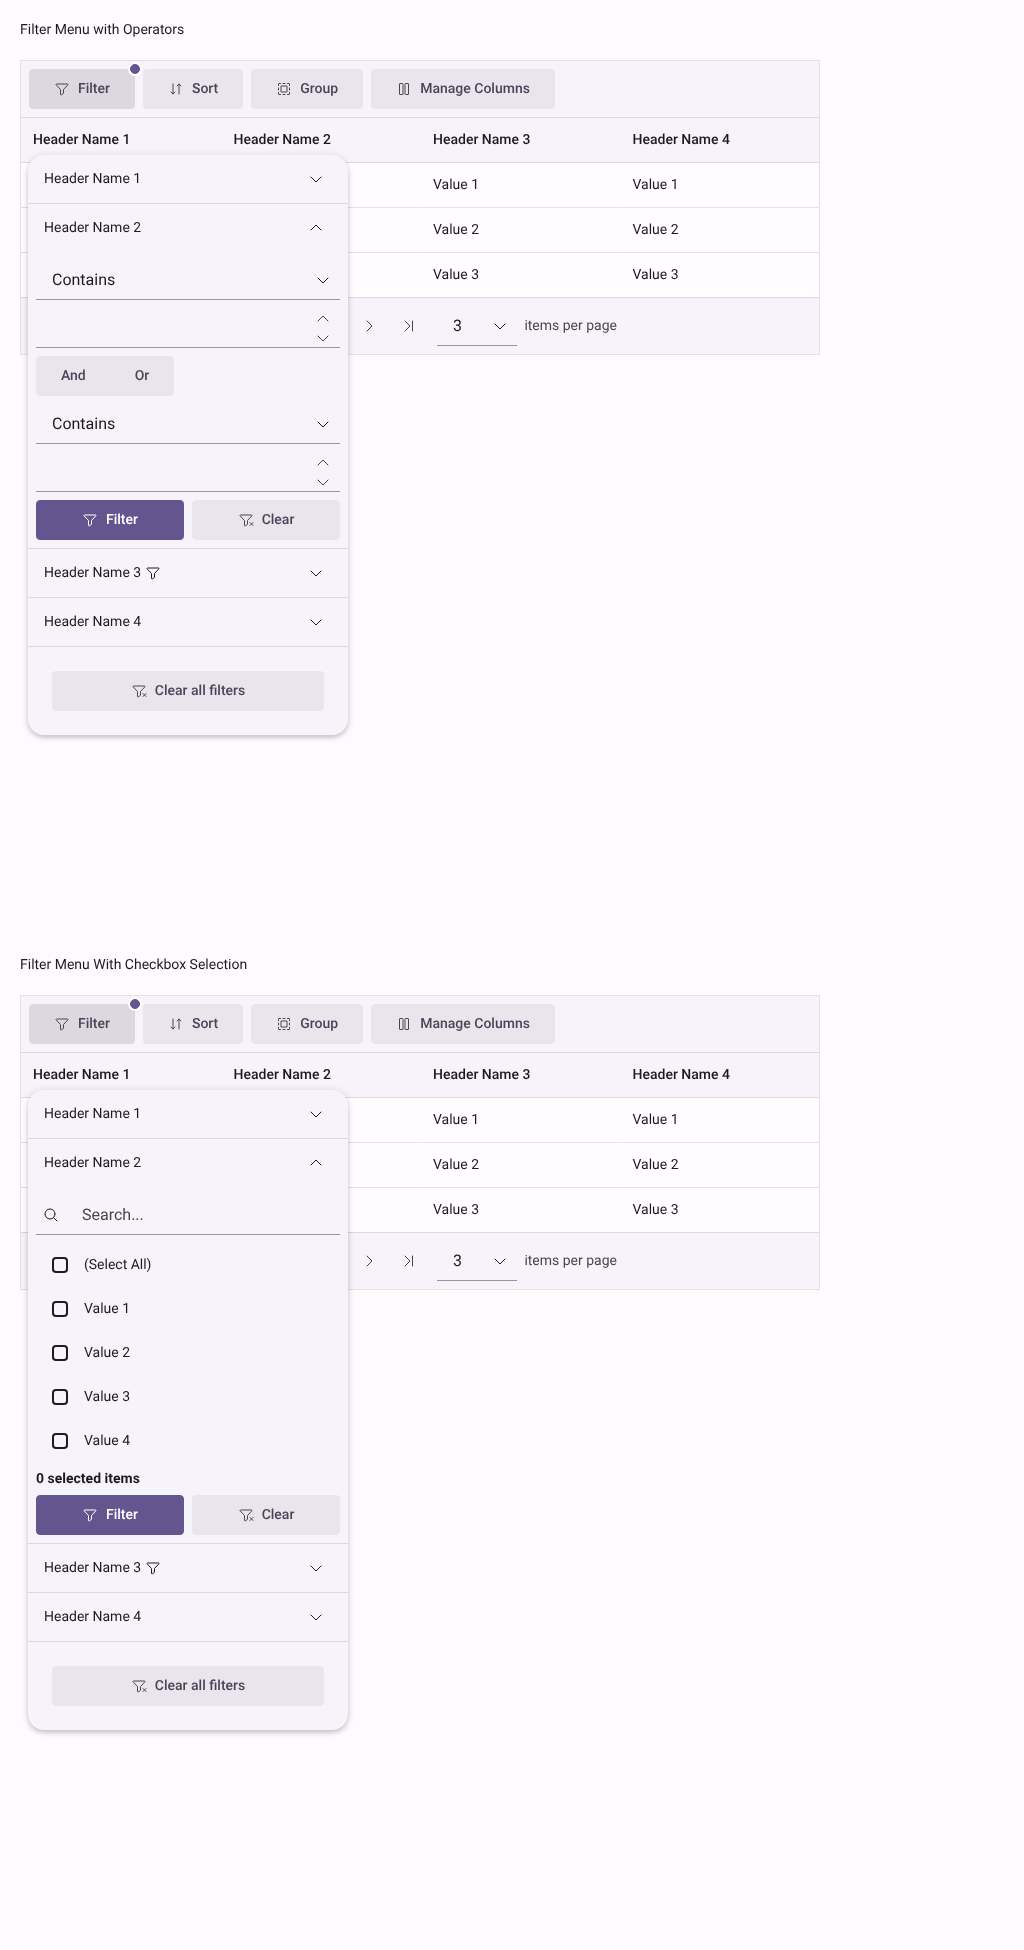 Filter Menu with Operators
Filter Sort Group Manage Columns
Header Name 1 Header Name 2 Header Name 3 Header Name 4
Header Name 1
Value 1 Value 1
Header Name 2
Value 2 Value 2
Contains
Value 3 Value 3
3 items per page
And Or
Contains
Filter Clear
Header Name 3
Header Name 4
Clear all filters
Filter Menu With Checkbox Selection
Filter Sort Group Manage Columns
Header Name 1 Header Name 2 Header Name 3 Header Name 4
Header Name 1
Value 1 Value 1
Header Name 2
Value 2 Value 2
Search...
Value 3 Value 3
(Select All)
3 items per page
Value 1
Value 2
Value 3
Value 4
0 selected items
Filter Clear
Header Name 3
Header Name 4
Clear all filters